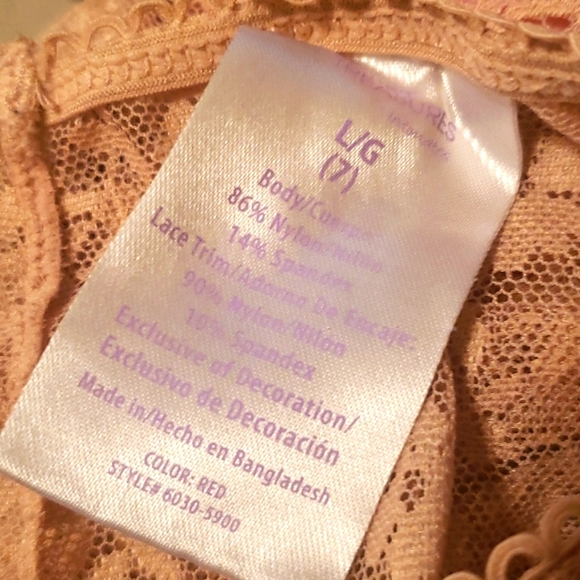 L/G
(7)
Body/Cuerpo
86% Nylon/Nilon
14% Spandex
Lace Trim/Adorno De Encaje:
90% Nylon/Nilón
10% Spandex
Exclusive of Decoration/
Exclusivo de Decoración
Made in/Hecho en Bangladesh
COLOR: RED
STYLE# 6030-5900